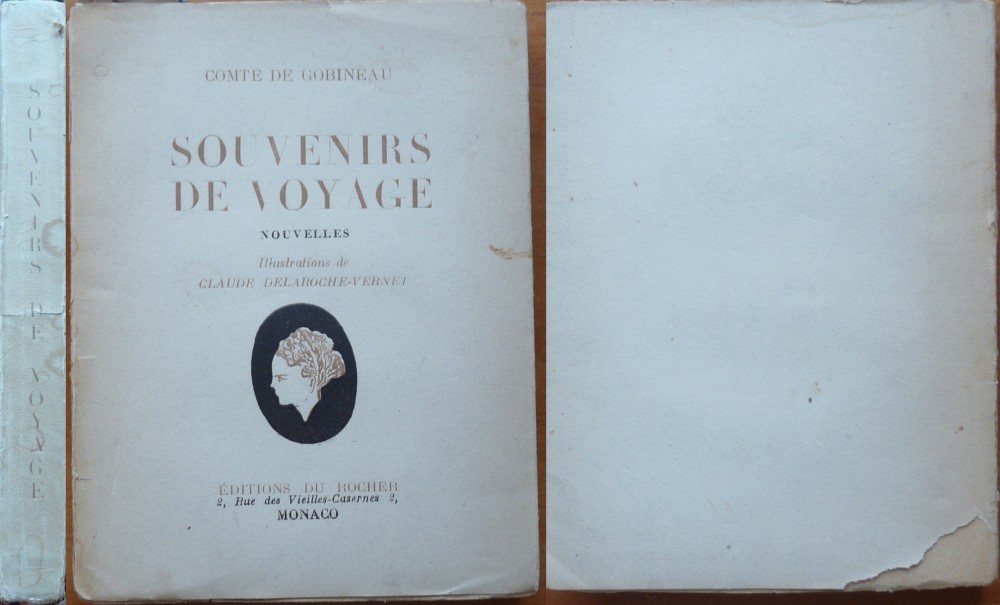 SOUVENIRS DE VOYAGE
COMTE DE GOBINEAU
SOUVENIRS
DE VOYAGE
NOUVELLES
Illustrations de
CLAUDE DELAROCHE-VERNET
ÉDITIONS DU ROCHER
2, Rue des Vieilles-Casernes 2,
MONACO